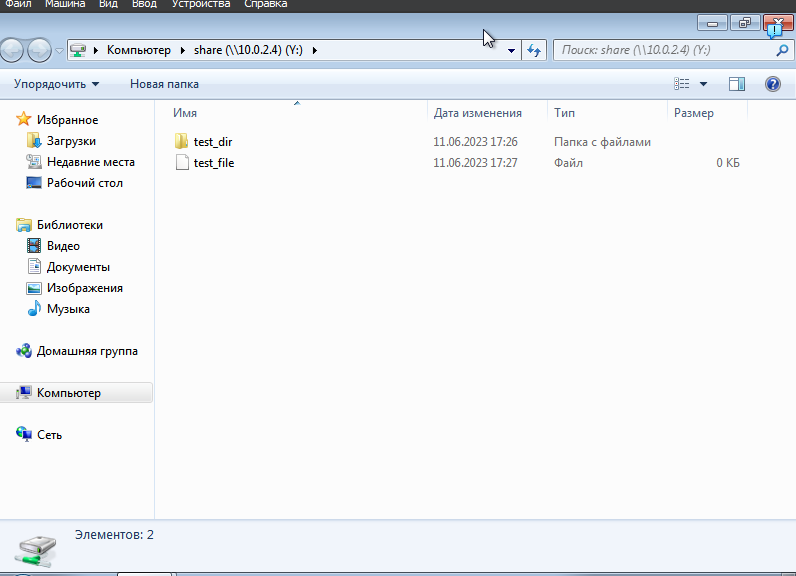 Файл Машина Вид Ввод Устройства Справка
Компьютер share (\\10.0.2.4) (Y:) Поиск: share (\\10.0.2.4) (Y:)
Упорядочить Новая папка
Имя Дата изменения Тип Размер
test_dir 11.06.2023 17:26 Папка с файлами
test_file 11.06.2023 17:27 Файл 0 КБ
Избранное
Загрузки
Недавние места
Рабочий стол
Библиотеки
Видео
Документы
Изображения
Музыка
Домашняя группа
Компьютер
Сеть
Элементов: 2